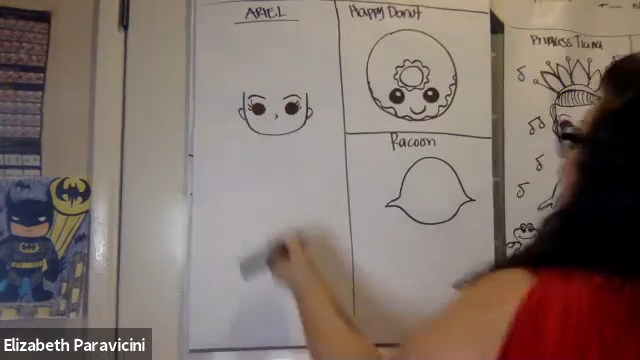 ARIEL
Happy Donut
Princess Tiana
Racoon
Elizabeth Paravicini